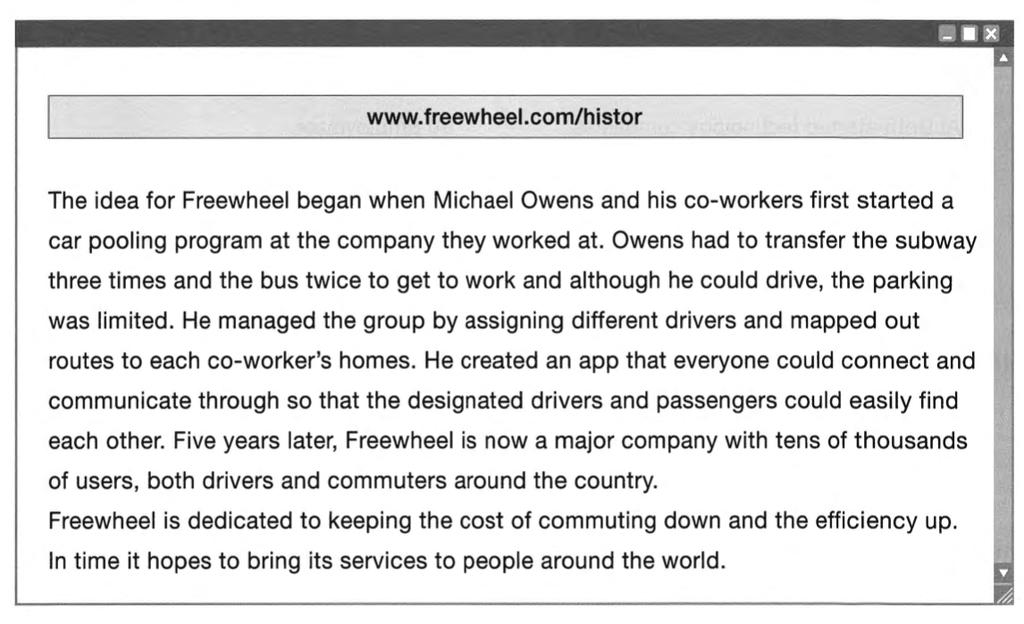 www.freewheel.com/histor
The idea for Freewheel began when Michael Owens and his co-workers first started a
car pooling program at the company they worked at. Owens had to transfer the subway
three times and the bus twice to get to work and although he could drive, the parking
was limited. He managed the group by assigning different drivers and mapped out
routes to each co-worker's homes. He created an app that everyone could connect and
communicate through so that the designated drivers and passengers could easily find
each other. Five years later, Freewheel is now a major company with tens of thousands
of users, both drivers and commuters around the country.
Freewheel is dedicated to keeping the cost of commuting down and the efficiency up.
In time it hopes to bring its services to people around the world.